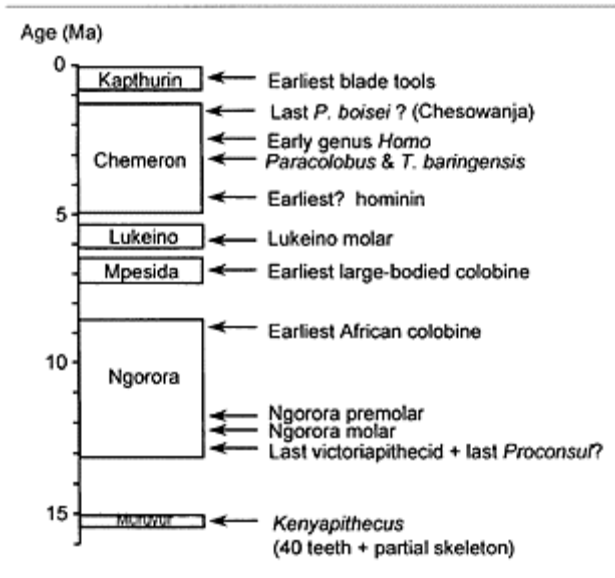 Age (Ma)
0
Kapthurin
Earliest blade tools
Last P. boisei ? (Chesowanja)
Early genus Homo
Chemeron
Paracolobus & T. baringensis
Earliest? hominin
5
Lukeino
Lukeino molar
Mpesida
Earliest large-bodied colobine
Earliest African colobine
10
Ngorora
Ngorora premolar
Ngorora molar
Last victoriapithecid + last Proconsul?
15
Muruyur
Kenyapithecus
(40 teeth + partial skeleton)